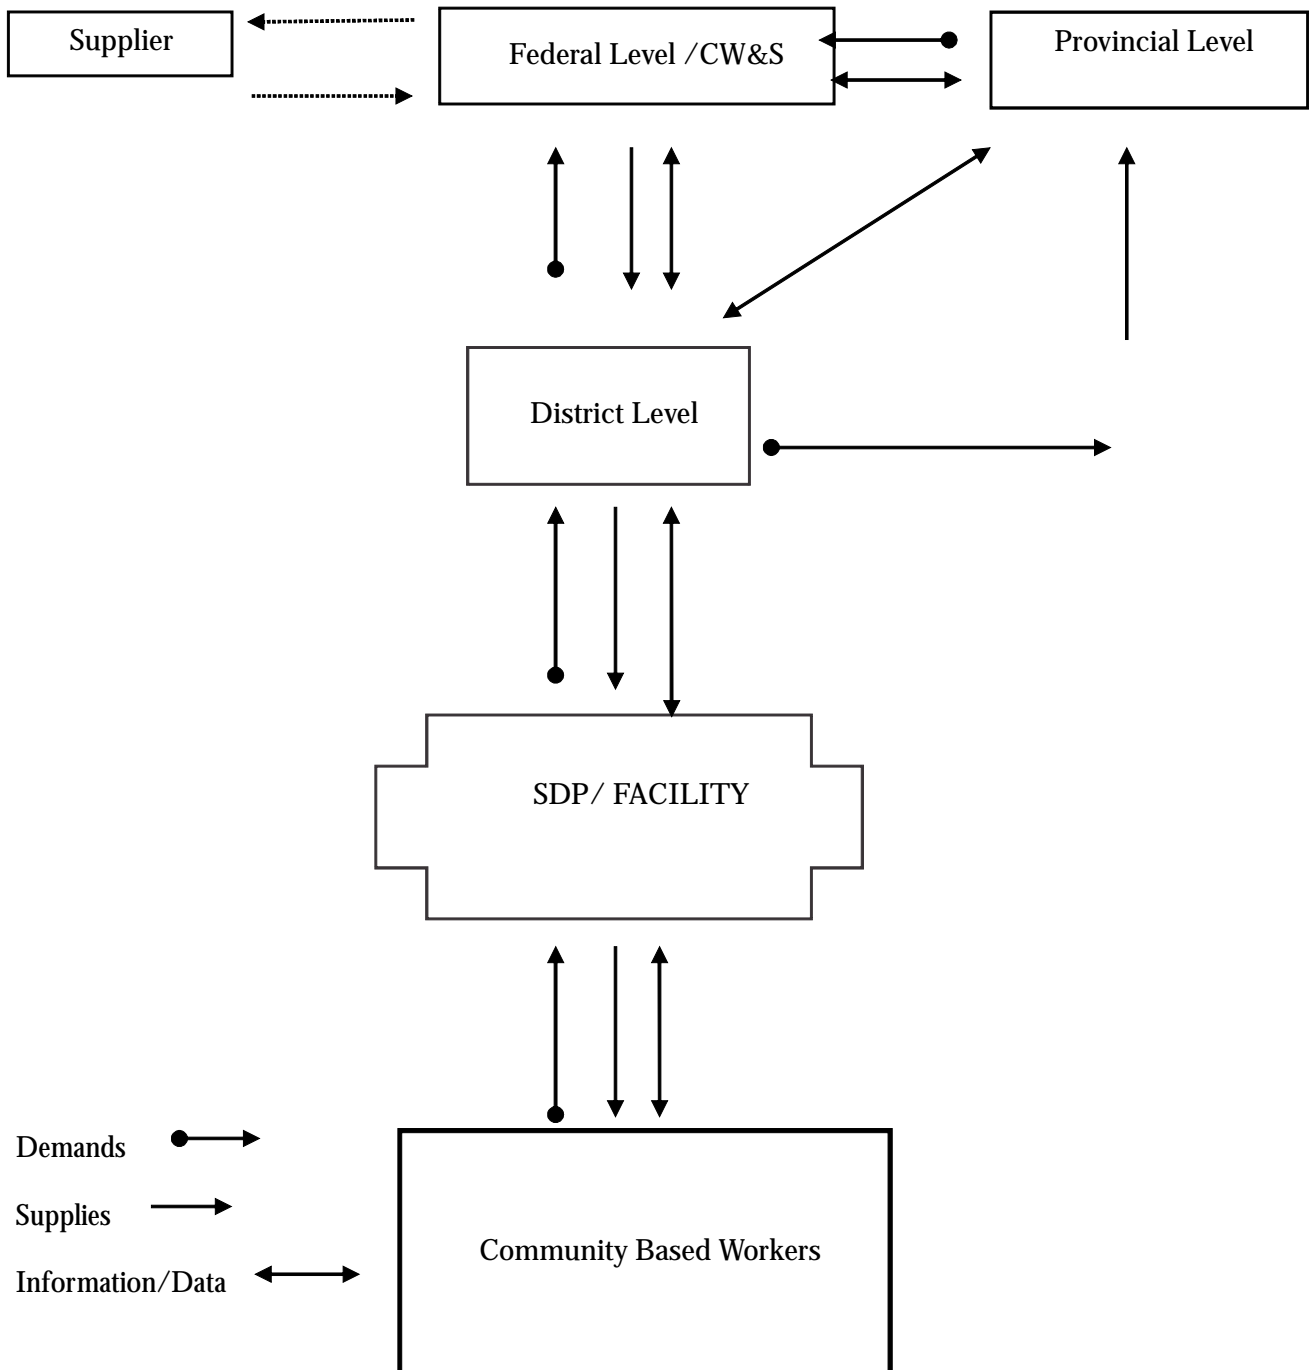 Supplier
Federal Level /CW&S
Provincial Level
District Level
SDP/ FACILITY
Demands
Supplies
Information/Data
Community Based Workers